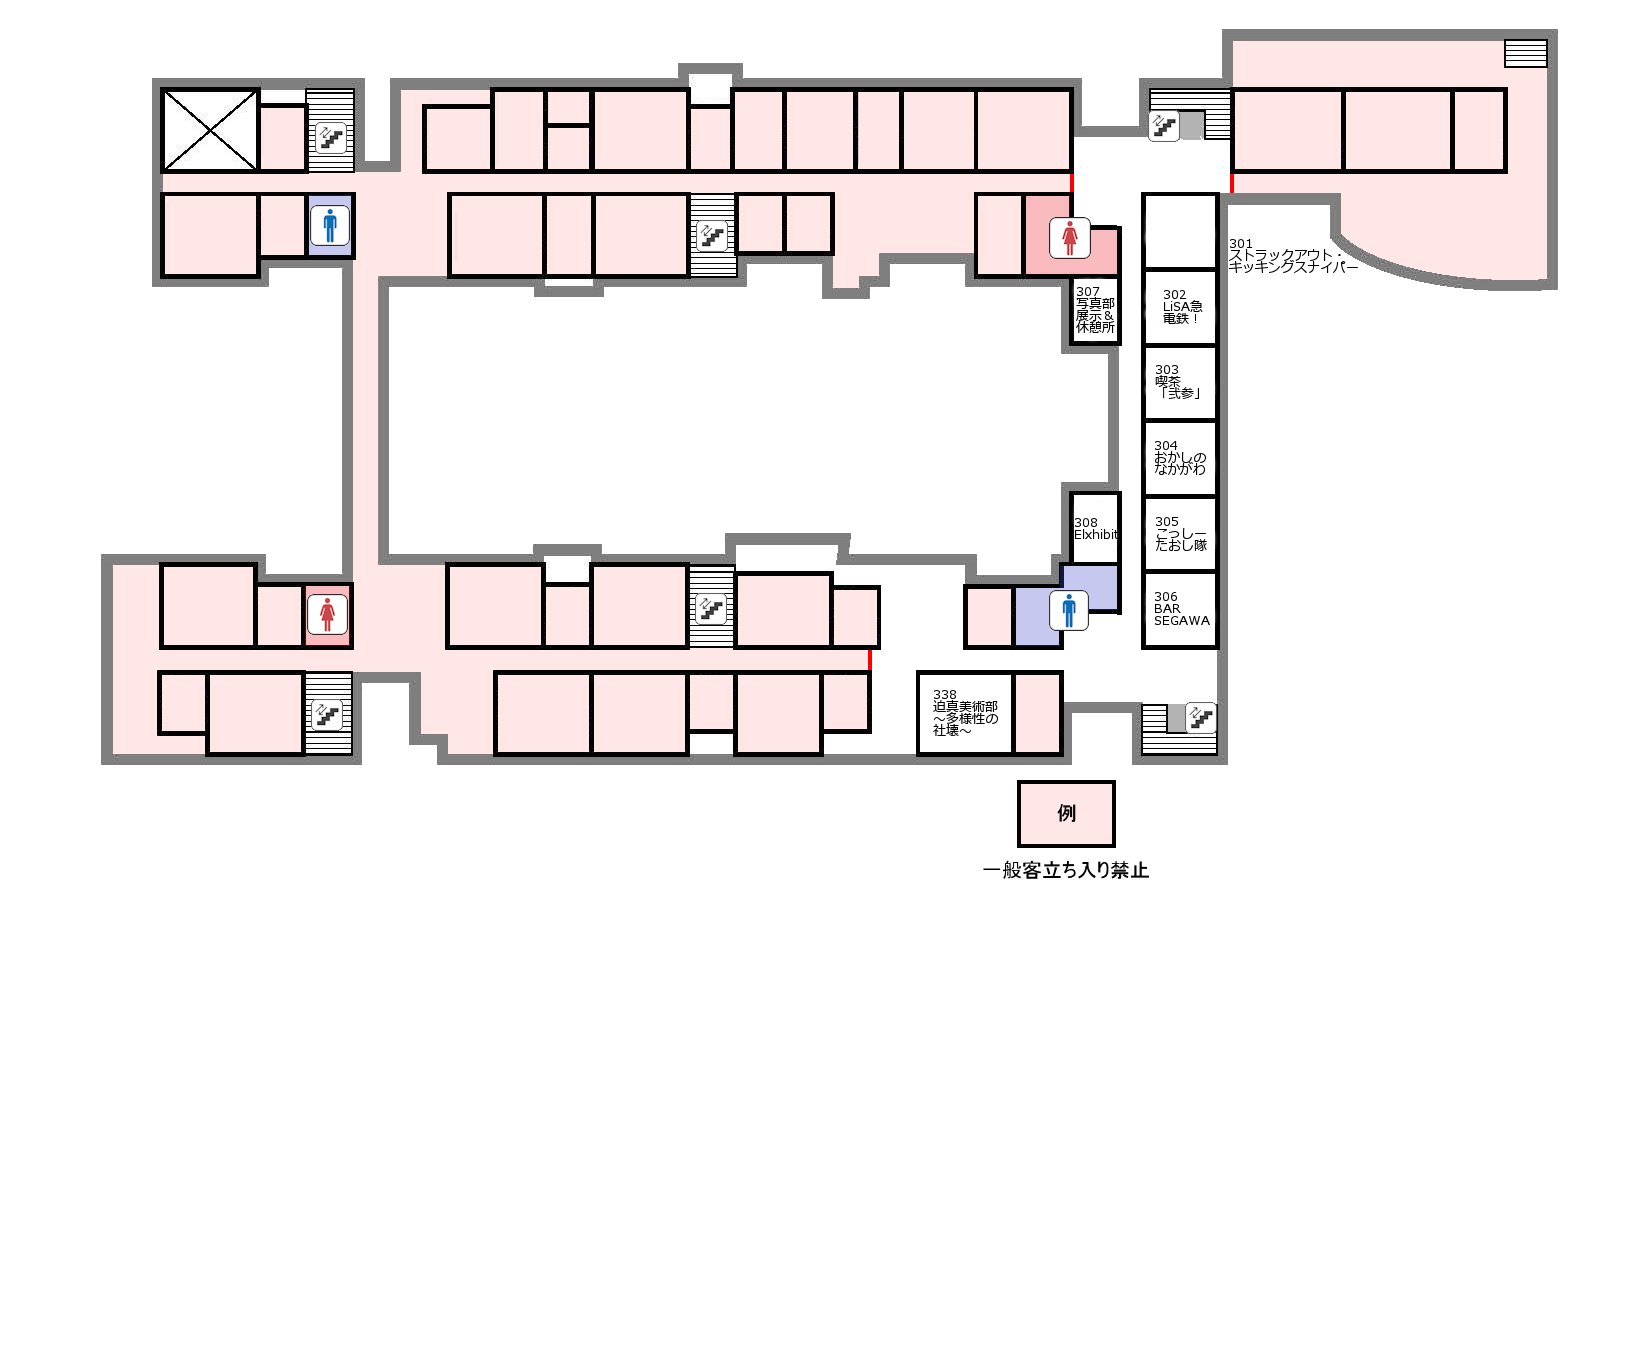 301
ストラックアウト・
キッキングスナイパー
302
LiSA急
電鉄！
303
喫茶
「弐参」
304
おかしの
なかがわ
305
こっしー
たおし隊
306
BAR
SEGAWA
307
写真部
展示＆
休憩所
308
Elxhibit
338
迫真美術部
～多様性の
社壊～
例
一般客立ち入り禁止